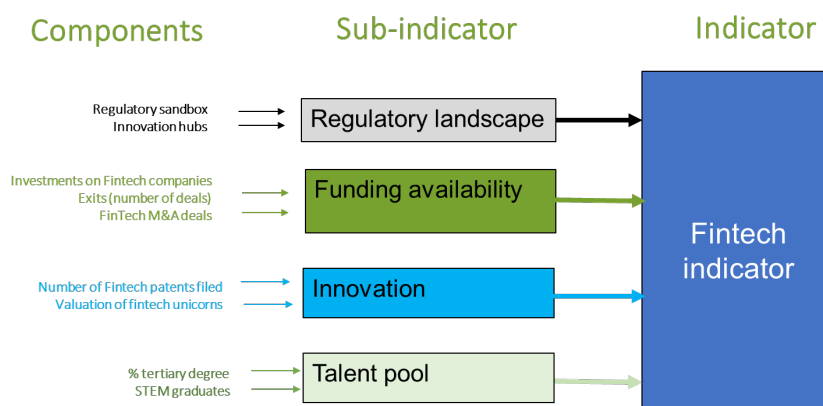 Components
Sub-indicator
Indicator
Regulatory sandbox
Innovation hubs
Regulatory landscape
Investments on Fintech companies
Exits (number of deals)
FinTech M&A deals
Funding availability
Number of Fintech patents filed
Valuation of fintech unicorns
Innovation
% tertiary degree
STEM graduates
Talent pool
Fintech
indicator